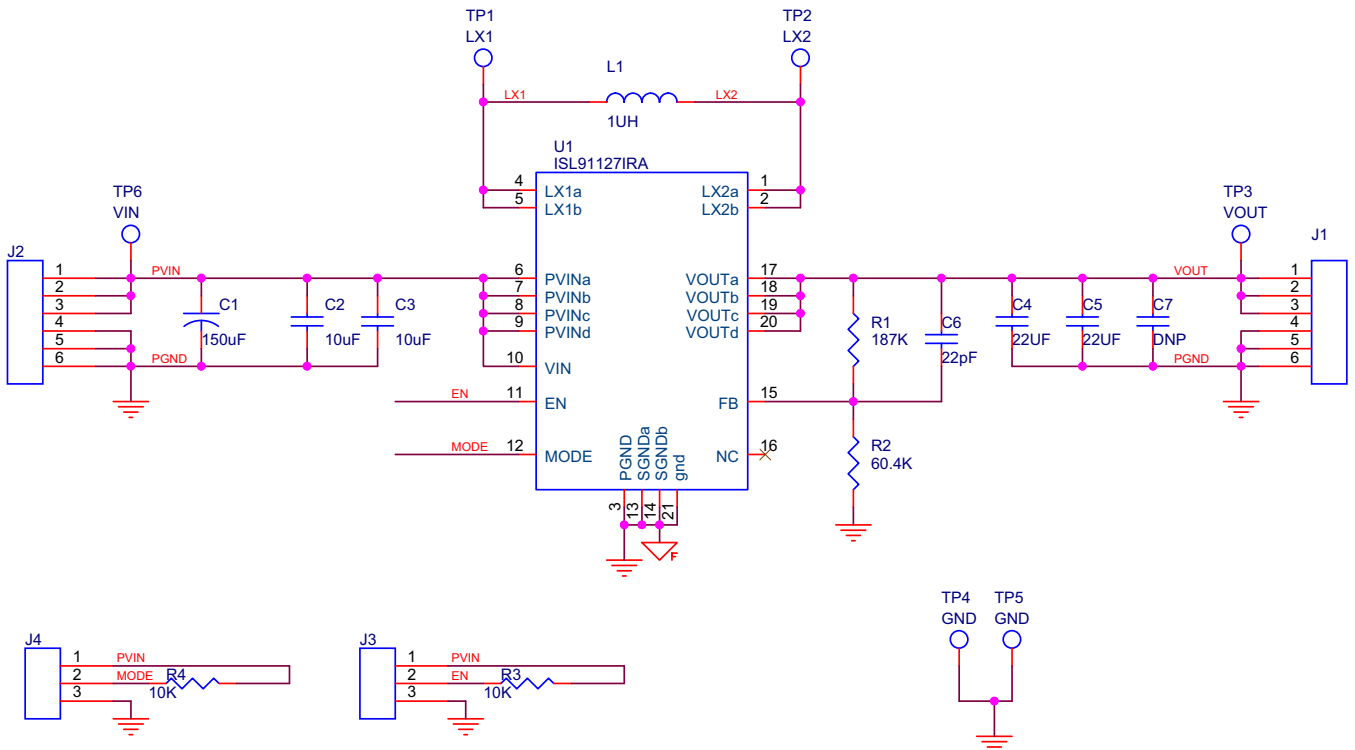 TP1
LX1
TP2
LX2
L1
LX1
LX2
1UH
U1
ISL91127IRA
4
LX1a
LX2a
1
5
LX1b
LX2b
2
TP6
VIN
TP3
VOUT
J2
J1
1
2
3
4
5
6
PVIN
PGND
C1
150uF
C2
10uF
C3
10uF
6
PVINa
7
PVINb
8
PVINc
9
PVINd
10
VIN
EN
11
EN
MODE
12
MODE
VOUTa
17
VOUTb
18
VOUTc
19
VOUTd
20
FB
15
NC
16
PGND
SGNDa
SGNDb
gnd
3
13
14
21
F
R1
187K
C6
22pF
R2
60.4K
C4
22UF
C5
22UF
C7
DNP
VOUT
PGND
1
2
3
4
5
6
J4
1
PVIN
2
MODE
R4
3
10K
J3
1
PVIN
2
EN
R3
3
10K
TP4
GND
TP5
GND